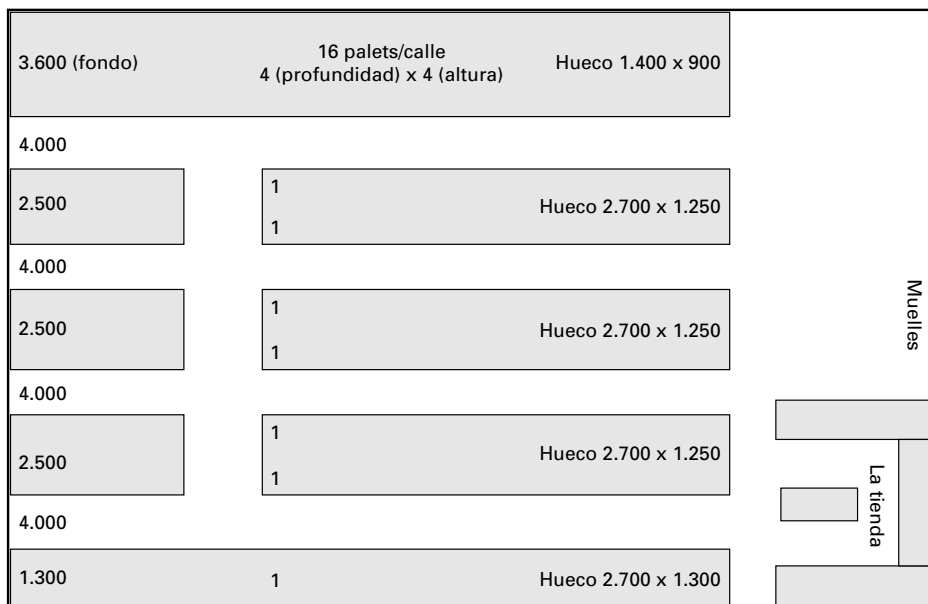 3.600 (fondo)
16 palets/calle
4 (profundidad) x 4 (altura)
Hueco 1.400 x 900
4.000
2.500
1
1
Hueco 2.700 x 1.250
4.000
2.500
1
1
Hueco 2.700 x 1.250
4.000
2.500
1
1
Hueco 2.700 x 1.250
4.000
1.300
1
Hueco 2.700 x 1.300
Muelles
La tienda